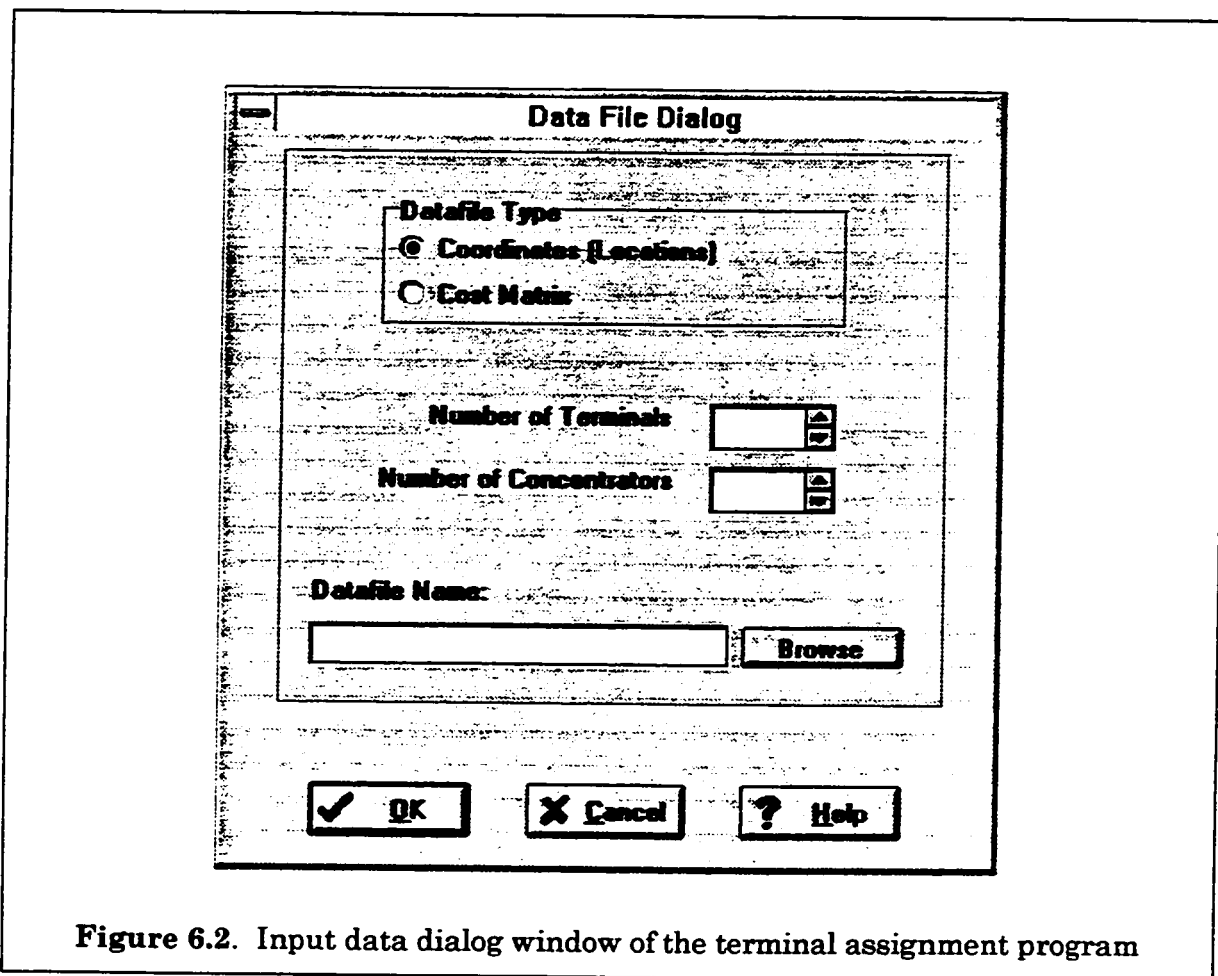 Data File Dialog
Datafile Type
Coordinates (Locations)
Cost Matrix
Number of Terminals
Number of Concentrators
Datafile Name:
Browse
OK
Cancel
? Help
Figure 6.2. Input data dialog window of the terminal assignment program